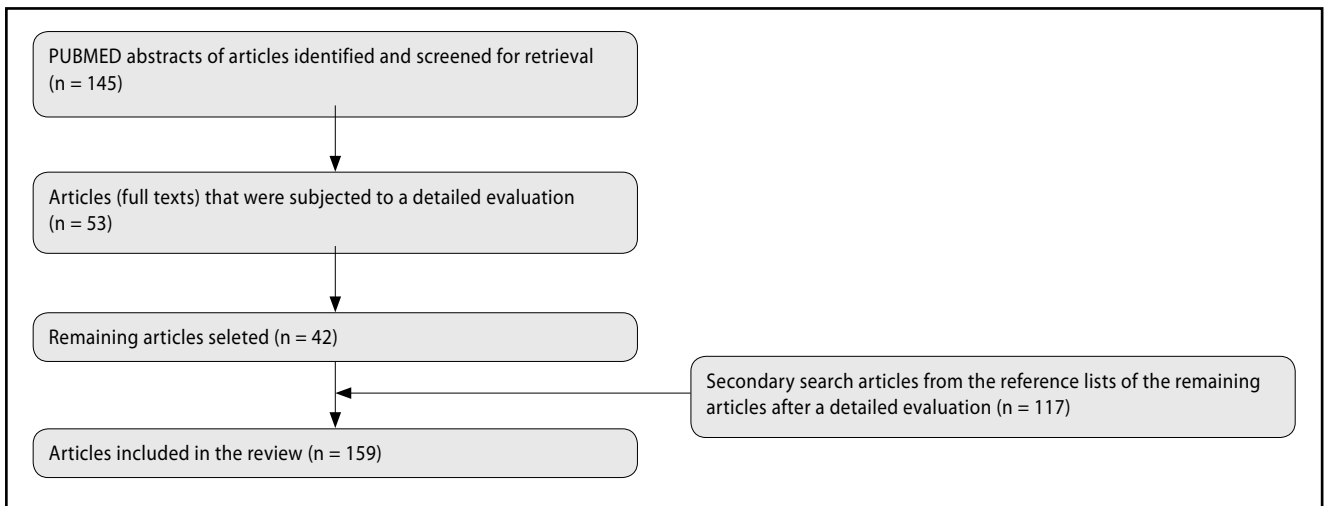 PUBMED abstracts of articles identified and screened for retrieval
(n = 145)
Articles (full texts) that were subjected to a detailed evaluation
(n = 53)
Remaining articles seleted (n = 42)
Secondary search articles from the reference lists of the remaining
articles after a detailed evaluation (n = 117)
Articles included in the review (n = 159)